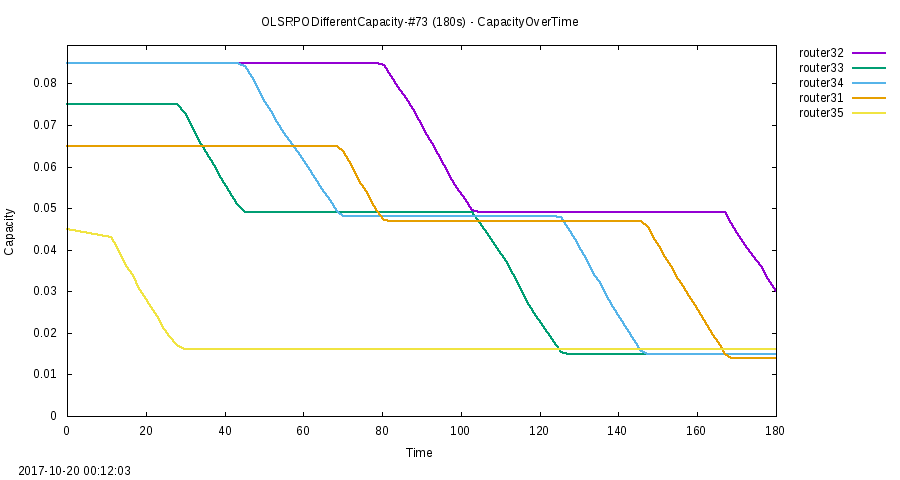 OLSRPODifferentCapacity-#73 (180s) - CapacityOverTime
router32
router33
router34
router31
router35
0.08
0.07
0.06
0.05
0.04
0.03
0.02
0.01
0
Capacity
0 20 40 60 80 100 120 140 160 180
Time
2017-10-20 00:12:03